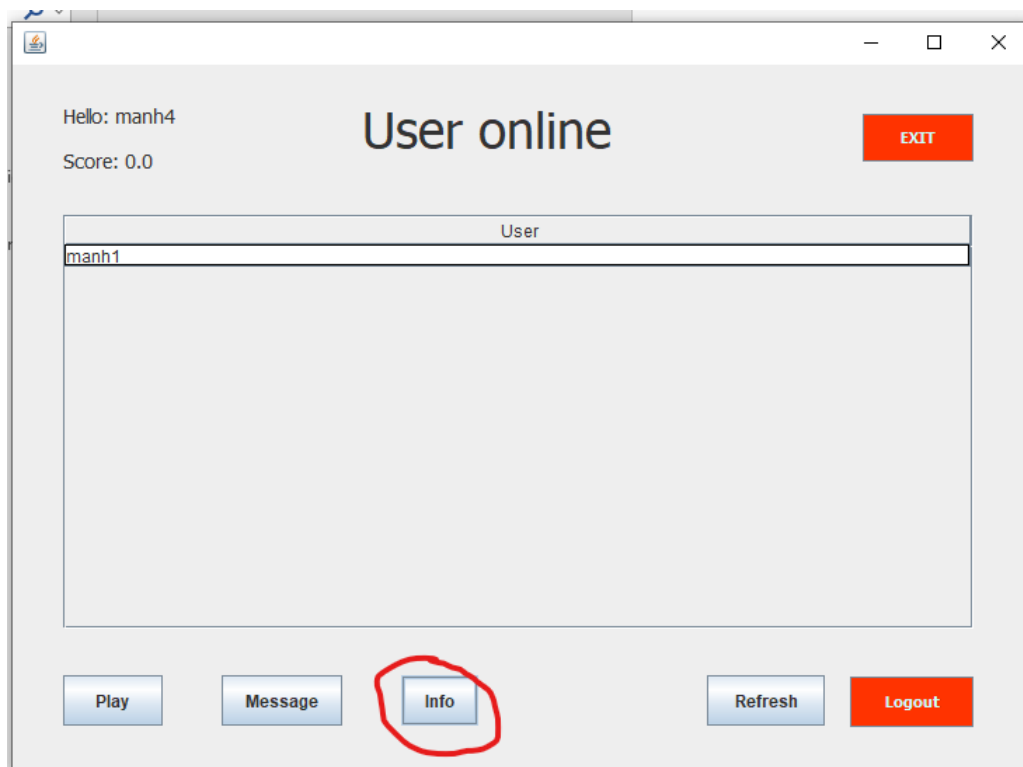 Hello: manh4
User online
EXIT
Score: 0.0
User
manh1
Play Message Info Refresh Logout